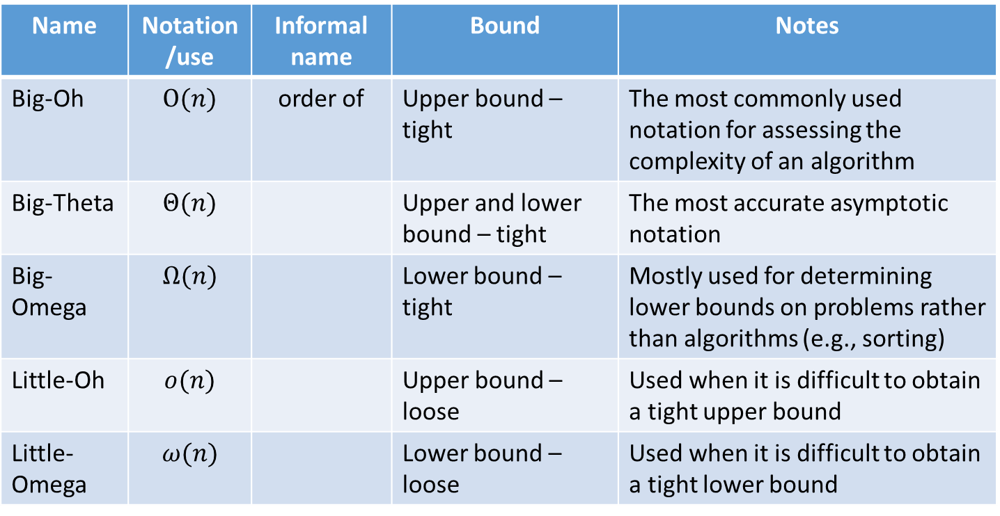 Name
Notation
/use
Informal
name
Bound
Notes
Big-Oh
O(n)
order of
Upper bound –
tight
The most commonly used
notation for assessing the
complexity of an algorithm
Big-Theta
Θ(n)
Upper and lower
bound – tight
The most accurate asymptotic
notation
Big-
Omega
Ω(n)
Lower bound –
tight
Mostly used for determining
lower bounds on problems rather
than algorithms (e.g., sorting)
Little-Oh
o(n)
Upper bound –
loose
Used when it is difficult to obtain
a tight upper bound
Little-
Omega
ω(n)
Lower bound –
loose
Used when it is difficult to obtain
a tight lower bound